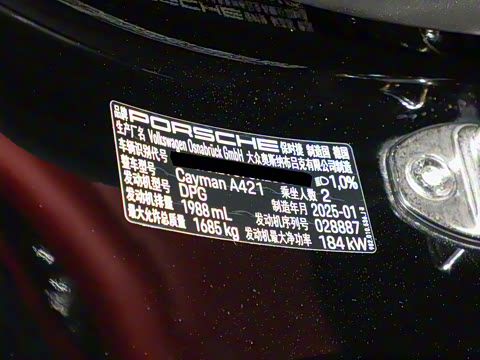 品牌 PORSCHE 保时捷 制造国 德国
生产厂名 Volkswagen Osnabrück GmbH 大众奥斯纳布吕克有限公司制造
车辆识别代号 1,0%
整车型号 Cayman A421 乘坐人数 2
发动机型号 DPG 制造年月 2025-01
发动机排量 1988 mL 发动机序列号 028887
最大允许总质量 1685 kg 发动机最大净功率 184 kW